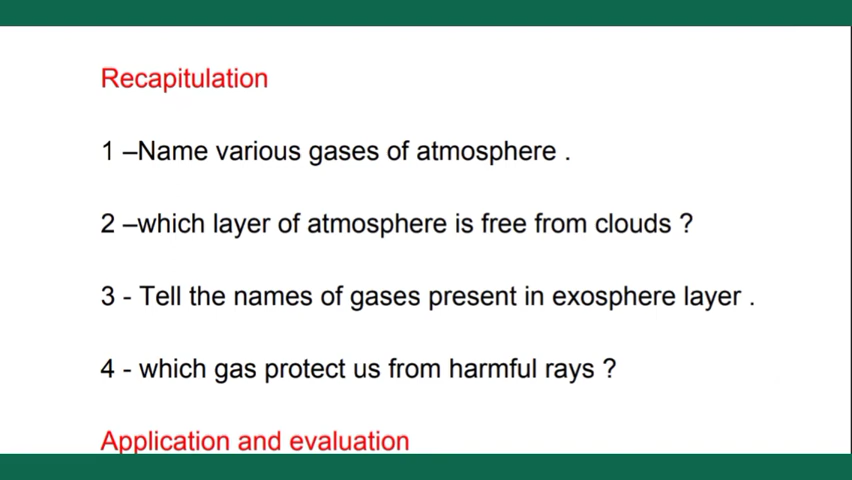 Recapitulation
1 –Name various gases of atmosphere .
2 –which layer of atmosphere is free from clouds ?
3 - Tell the names of gases present in exosphere layer .
4 - which gas protect us from harmful rays ?
Application and evaluation